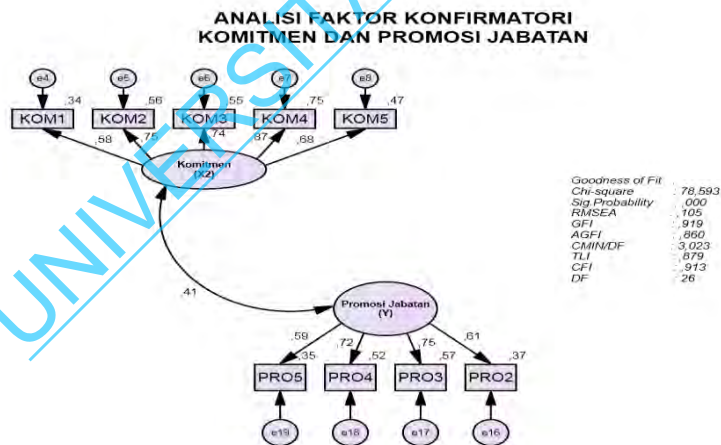 ANALISI FAKTOR KONFIRMATORI
KOMITMEN DAN PROMOSI JABATAN
e4 e5 e6 e7 e8
,34 ,56 ,55 ,75 ,47
KOM1 KOM2 KOM3 KOM4 KOM5
,58 ,75 ,74 ,87 ,68
Komitmen
(X2)
Goodness of Fit
Chi-square : 78,593
Sig.Probability : ,000
RMSEA : ,105
GFI : ,919
AGFI : ,860
CMIN/DF : 3,023
TLI : ,879
CFI : ,913
DF : 26
,41
Promosi Jabatan
(Y)
,59 ,72 ,75 ,61
,35 ,52 ,57 ,37
PRO5 PRO4 PRO3 PRO2
e19 e18 e17 e16
UNIVERSITA